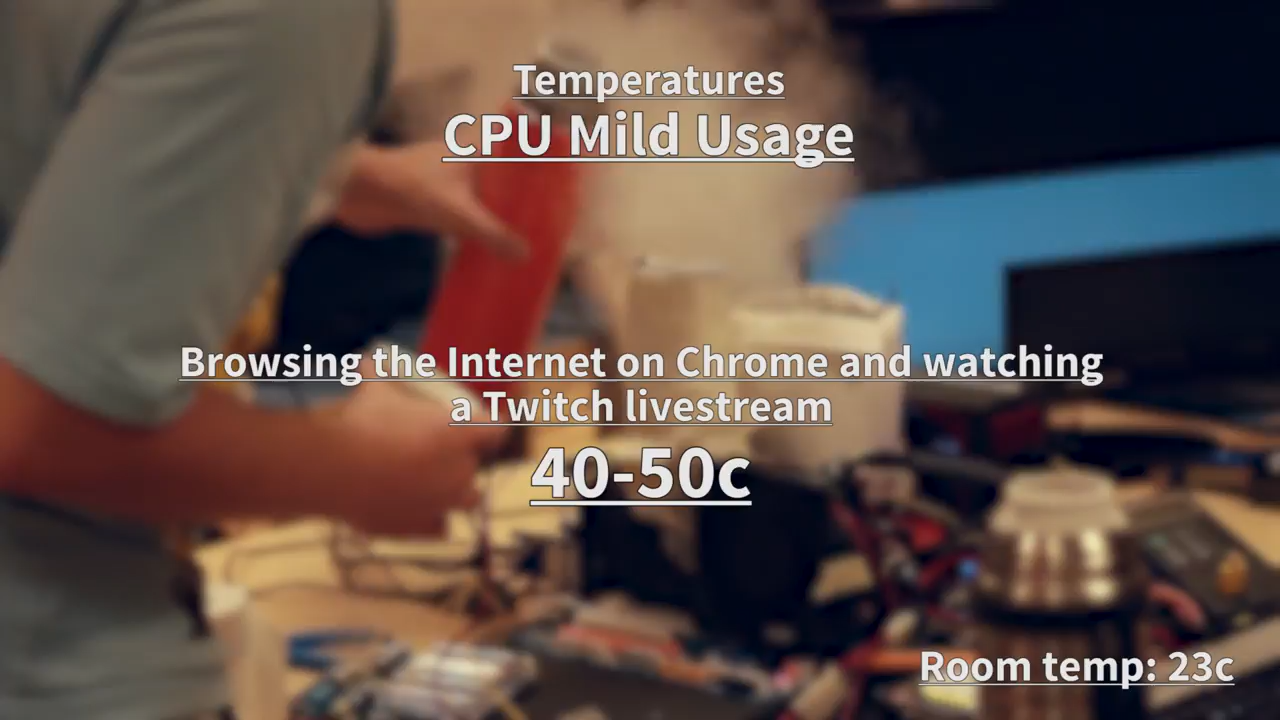 Temperatures
CPU Mild Usage
Browsing the Internet on Chrome and watching
a Twitch livestream
40-50c
Room temp: 23c